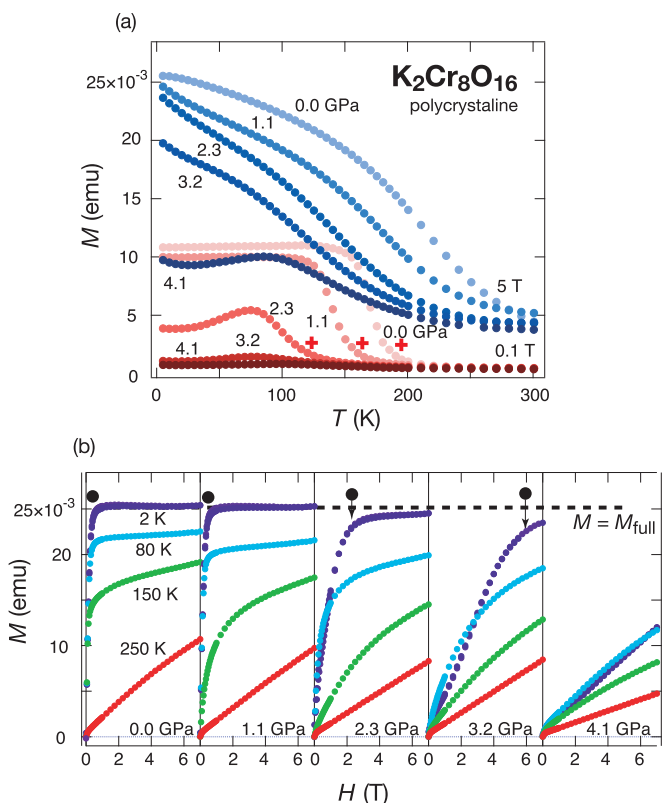 (a)
K2Cr8O16
polycrystaline
25×10-3
20
15
10
5
0
M (emu)
0.0 GPa
1.1
2.3
3.2
4.1
5 T
2.3
1.1
0.0 GPa
4.1
3.2
0.1 T
0
100
200
300
T (K)
(b)
25×10-3
20
10
0
M (emu)
2 K
80 K
150 K
250 K
M = Mfull
0.0 GPa
1.1 GPa
2.3 GPa
3.2 GPa
4.1 GPa
0 2 4 6 0 2 4 6 0 2 4 6 0 2 4 6 0 2 4 6
H (T)